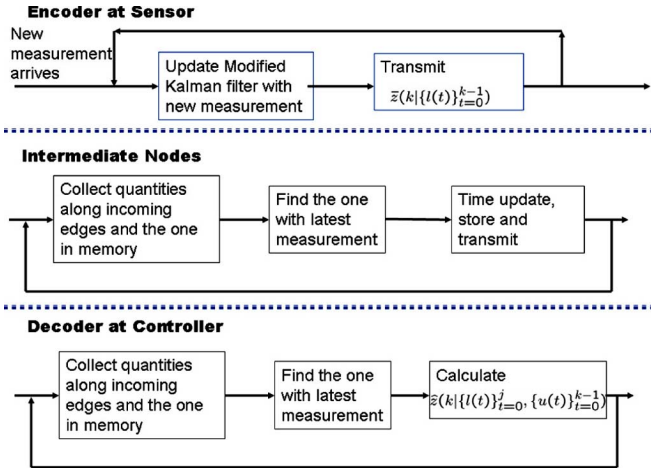 Encoder at Sensor
New
measurement
arrives
Update Modified
Kalman filter with
new measurement
Transmit
z̄(k|{l(t)}_{t=0}^{k-1})
Intermediate Nodes
Collect quantities
along incoming
edges and the one
in memory
Find the one
with latest
measurement
Time update,
store and
transmit
Decoder at Controller
Collect quantities
along incoming
edges and the one
in memory
Find the one
with latest
measurement
Calculate
ẑ(k|{l(t)}_{t=0}^{j}, {u(t)}_{t=0}^{k-1})